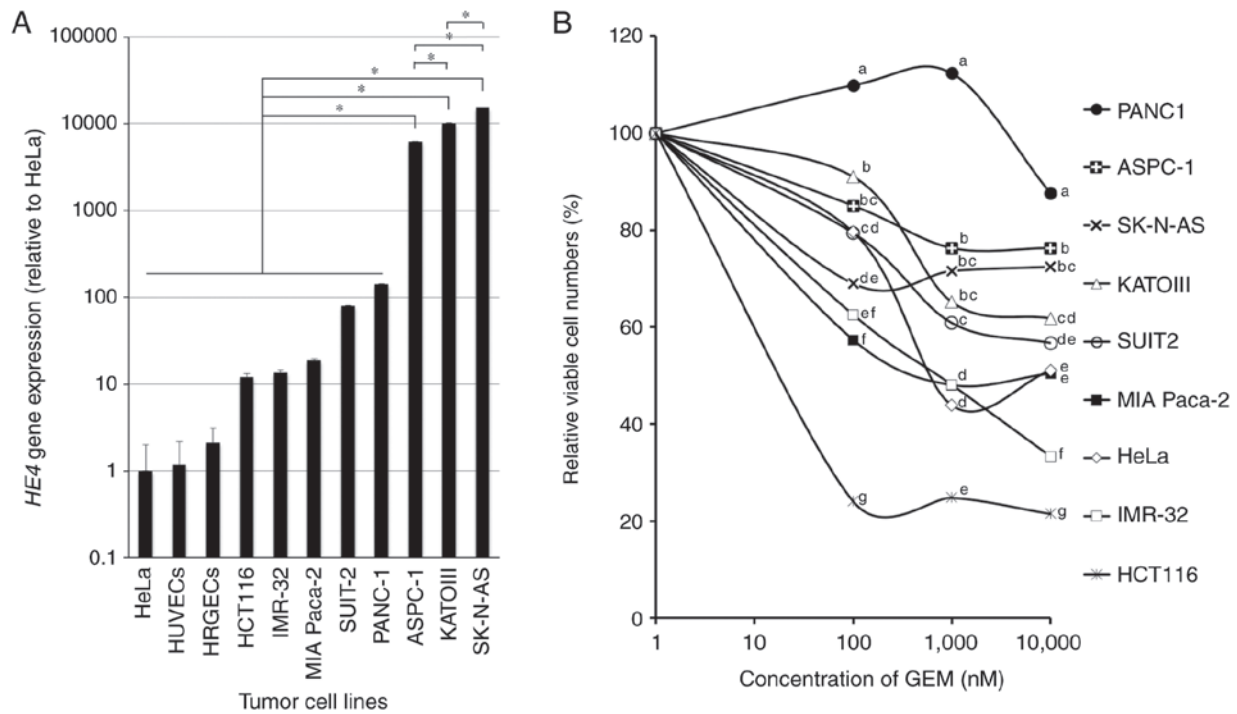 A
HE4 gene expression (relative to HeLa)
100000
10000
1000
100
10
1
0.1
*
*
*
*
*
*
HeLa
HUVECs
HRGECs
HCT116
IMR-32
MIA Paca-2
SUIT-2
PANC-1
ASPC-1
KATOIII
SK-N-AS
Tumor cell lines
B
Relative viable cell numbers (%)
120
100
80
60
40
20
0
1
10
100
1,000
10,000
Concentration of GEM (nM)
a
b
bc
cd
de
ef
f
g
a
b
bc
bc
c
d
d
e
a
b
bc
cd
de
e
e
f
g
PANC1
ASPC-1
SK-N-AS
KATOIII
SUIT2
MIA Paca-2
HeLa
IMR-32
HCT116